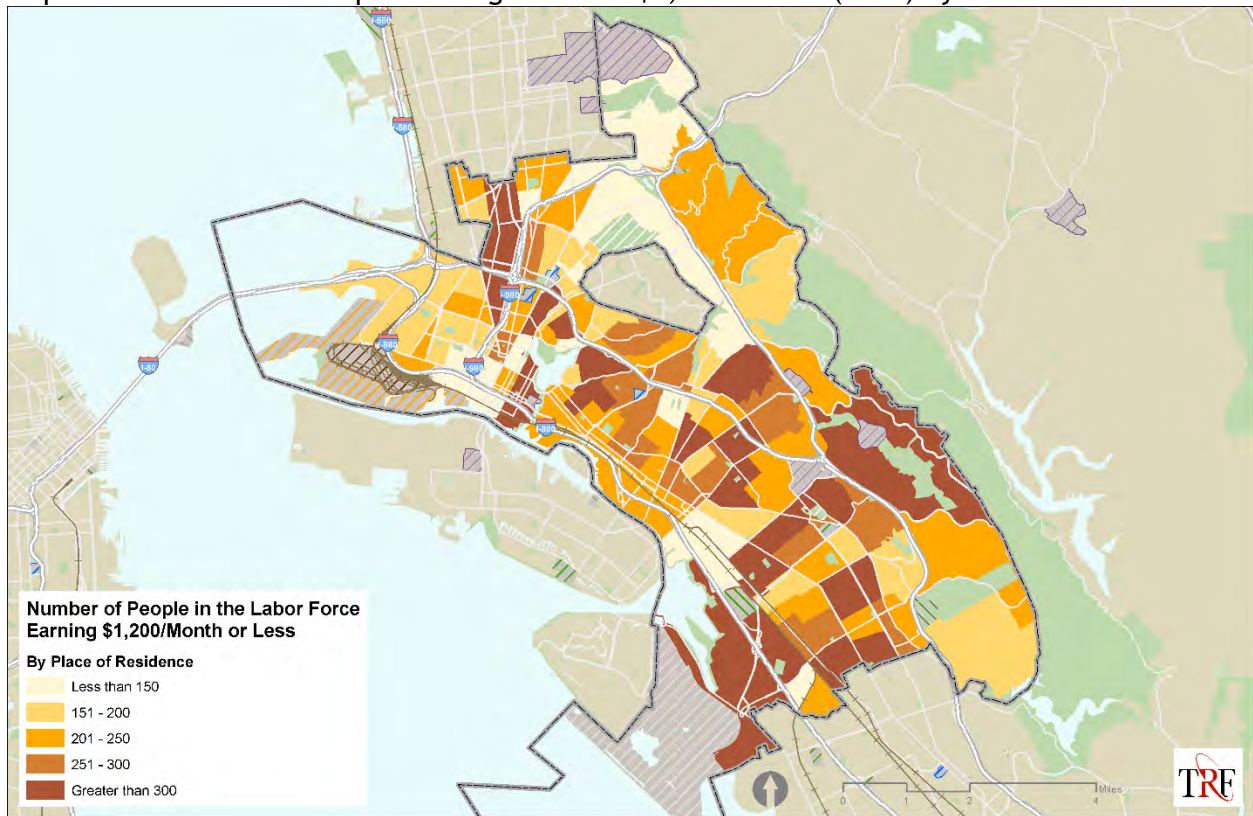 I-580
I-80
I-880
I-980
I-880
Number of People in the Labor Force
Earning $1,200/Month or Less
By Place of Residence
Less than 150
151 - 200
201 - 250
251 - 300
Greater than 300
Miles
0 1 2 4
TRF